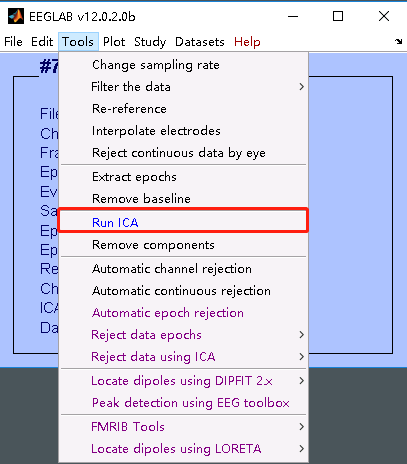 EEGLAB v12.0.2.0b
File Edit Tools Plot Study Datasets Help
#7
Change sampling rate
Filter the data
Re-reference
Interpolate electrodes
Reject continuous data by eye
Extract epochs
Remove baseline
Run ICA
Remove components
Automatic channel rejection
Automatic continuous rejection
Automatic epoch rejection
Reject data epochs
Reject data using ICA
Locate dipoles using DIPFIT 2.x
Peak detection using EEG toolbox
FMRIB Tools
Locate dipoles using LORETA
File
Ch
Fra
Ep
Ev
Sa
Ep
Ep
Re
Ch
ICA
Da